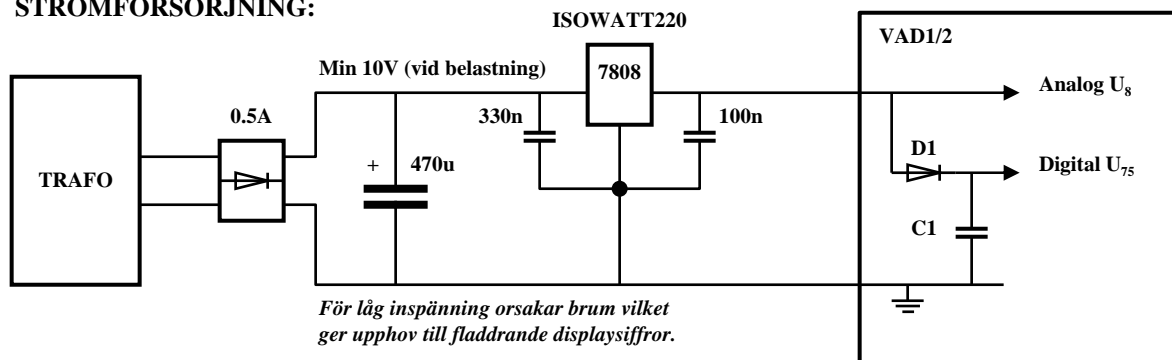 STRÖMFÖRSÖRJNING:
ISOWATT220
VAD1/2
Min 10V (vid belastning)
7808
Analog U8
0.5A
330n
100n
TRAFO
+ 470u
D1
Digital U75
C1
För låg inspänning orsakar brum vilket
ger upphov till fladdrande displaysiffror.